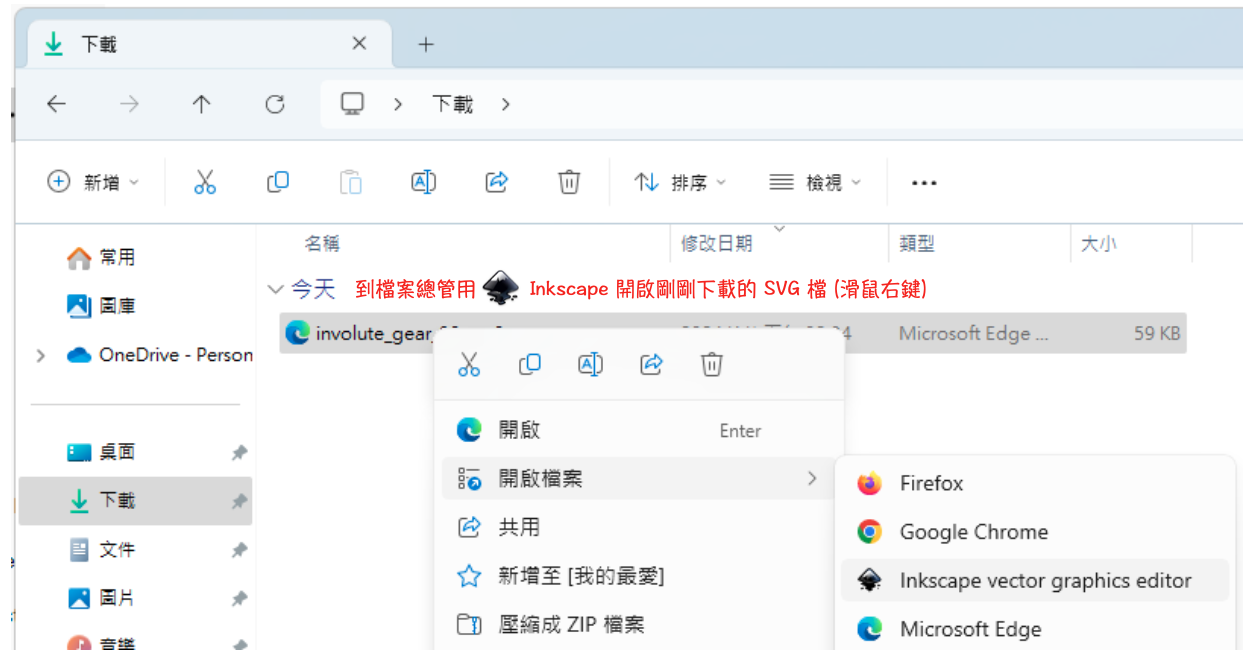 下載
下載
新增
排序
檢視
名稱
修改日期
類型
大小
常用
圖庫
OneDrive - Person
今天
到檔案總管用 Inkscape 開啟剛剛下載的 SVG 檔 (滑鼠右鍵)
involute_gear_
Microsoft Edge ...
59 KB
開啟
Enter
開啟檔案
共用
新增至 [我的最愛]
壓縮成 ZIP 檔案
Firefox
Google Chrome
Inkscape vector graphics editor
Microsoft Edge
桌面
下載
文件
圖片
音樂